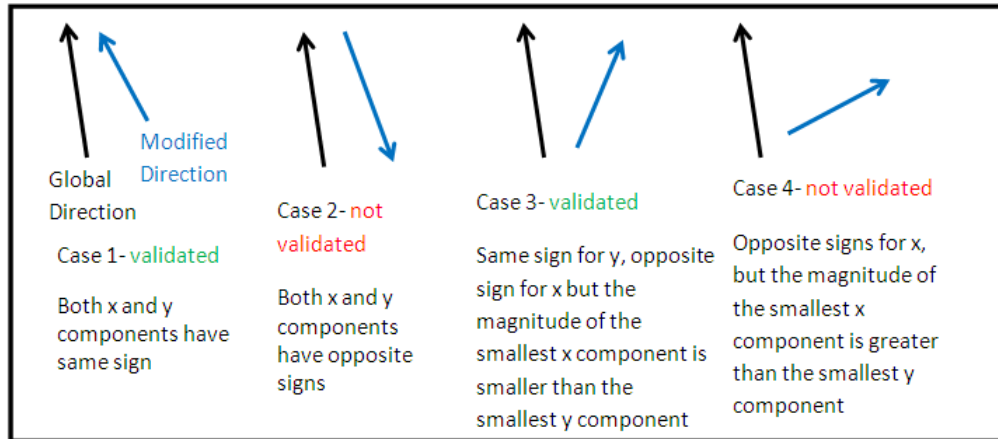 Global
Direction
Modified
Direction
Case 1- validated
Both x and y
components have
same sign
Case 2- not
validated
Both x and y
components
have opposite
signs
Case 3- validated
Same sign for y, opposite
sign for x but the
magnitude of the
smallest x component is
smaller than the
smallest y component
Case 4- not validated
Opposite signs for x,
but the magnitude of
the smallest x
component is greater
than the smallest y
component